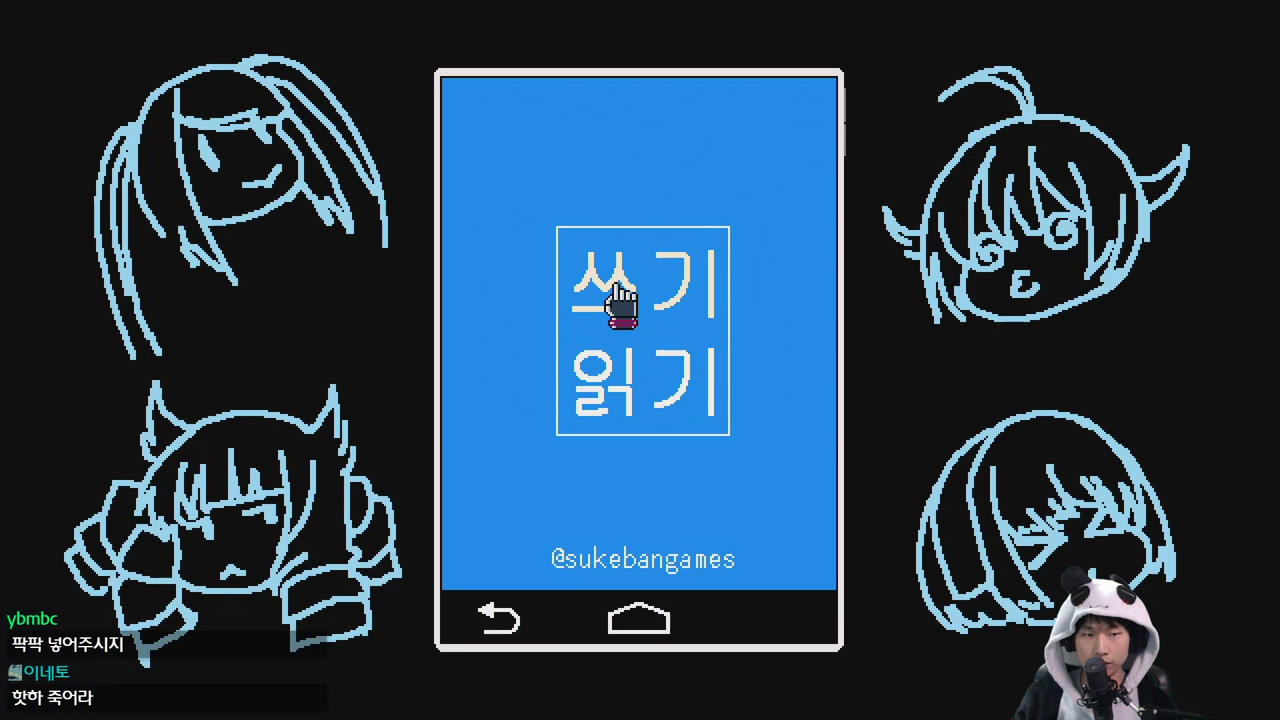 쓰기
읽기
@sukebangames
ybmbc
팍팍 넣어주시지
이네토
핫하 죽어라